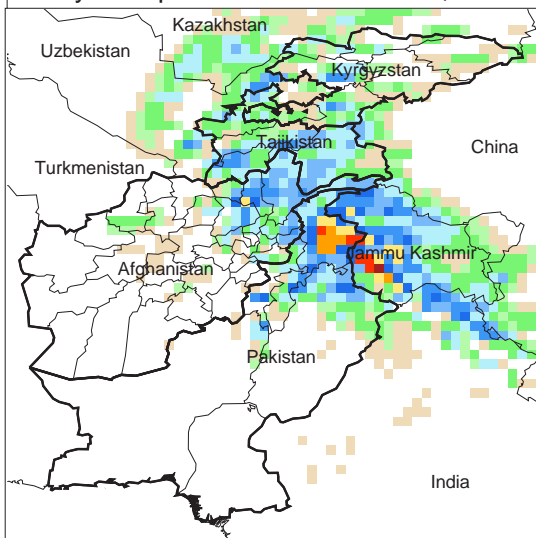 Kazakhstan
Uzbekistan
Kyrgyzstan
Tajikistan
China
Turkmenistan
Jammu Kashmir
Afghanistan
Pakistan
India